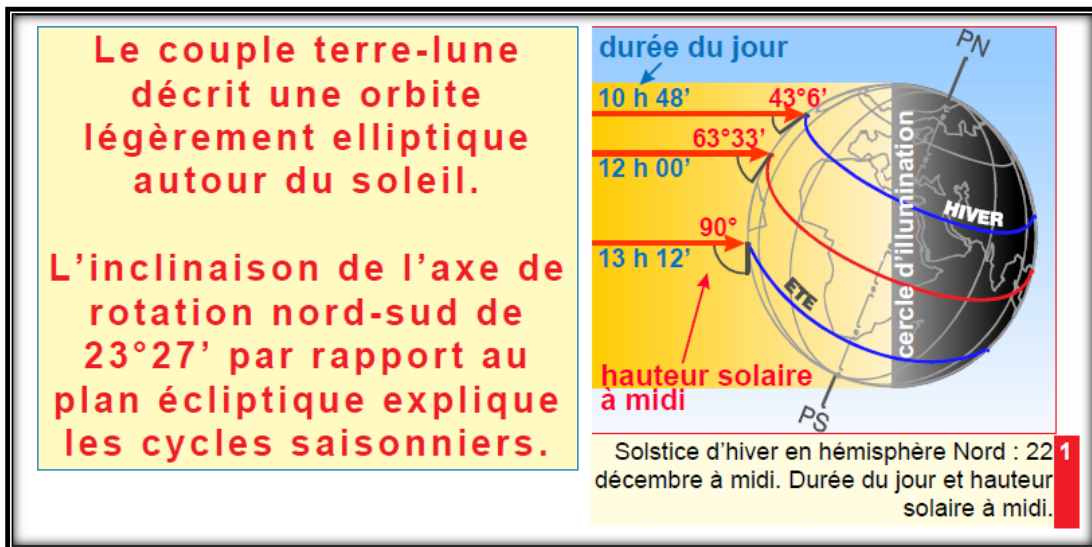 Le couple terre-lune
décrit une orbite
légèrement elliptique
autour du soleil.
L’inclinaison de l’axe de
rotation nord-sud de
23°27’ par rapport au
plan écliptique explique
les cycles saisonniers.
durée du jour
PN
10 h 48’
43°6’
63°33’
12 h 00’
90°
13 h 12’
HIVER
ETE
cercle d’illumination
hauteur solaire
à midi
PS
Solstice d’hiver en hémisphère Nord : 22
décembre à midi. Durée du jour et hauteur
solaire à midi.
1